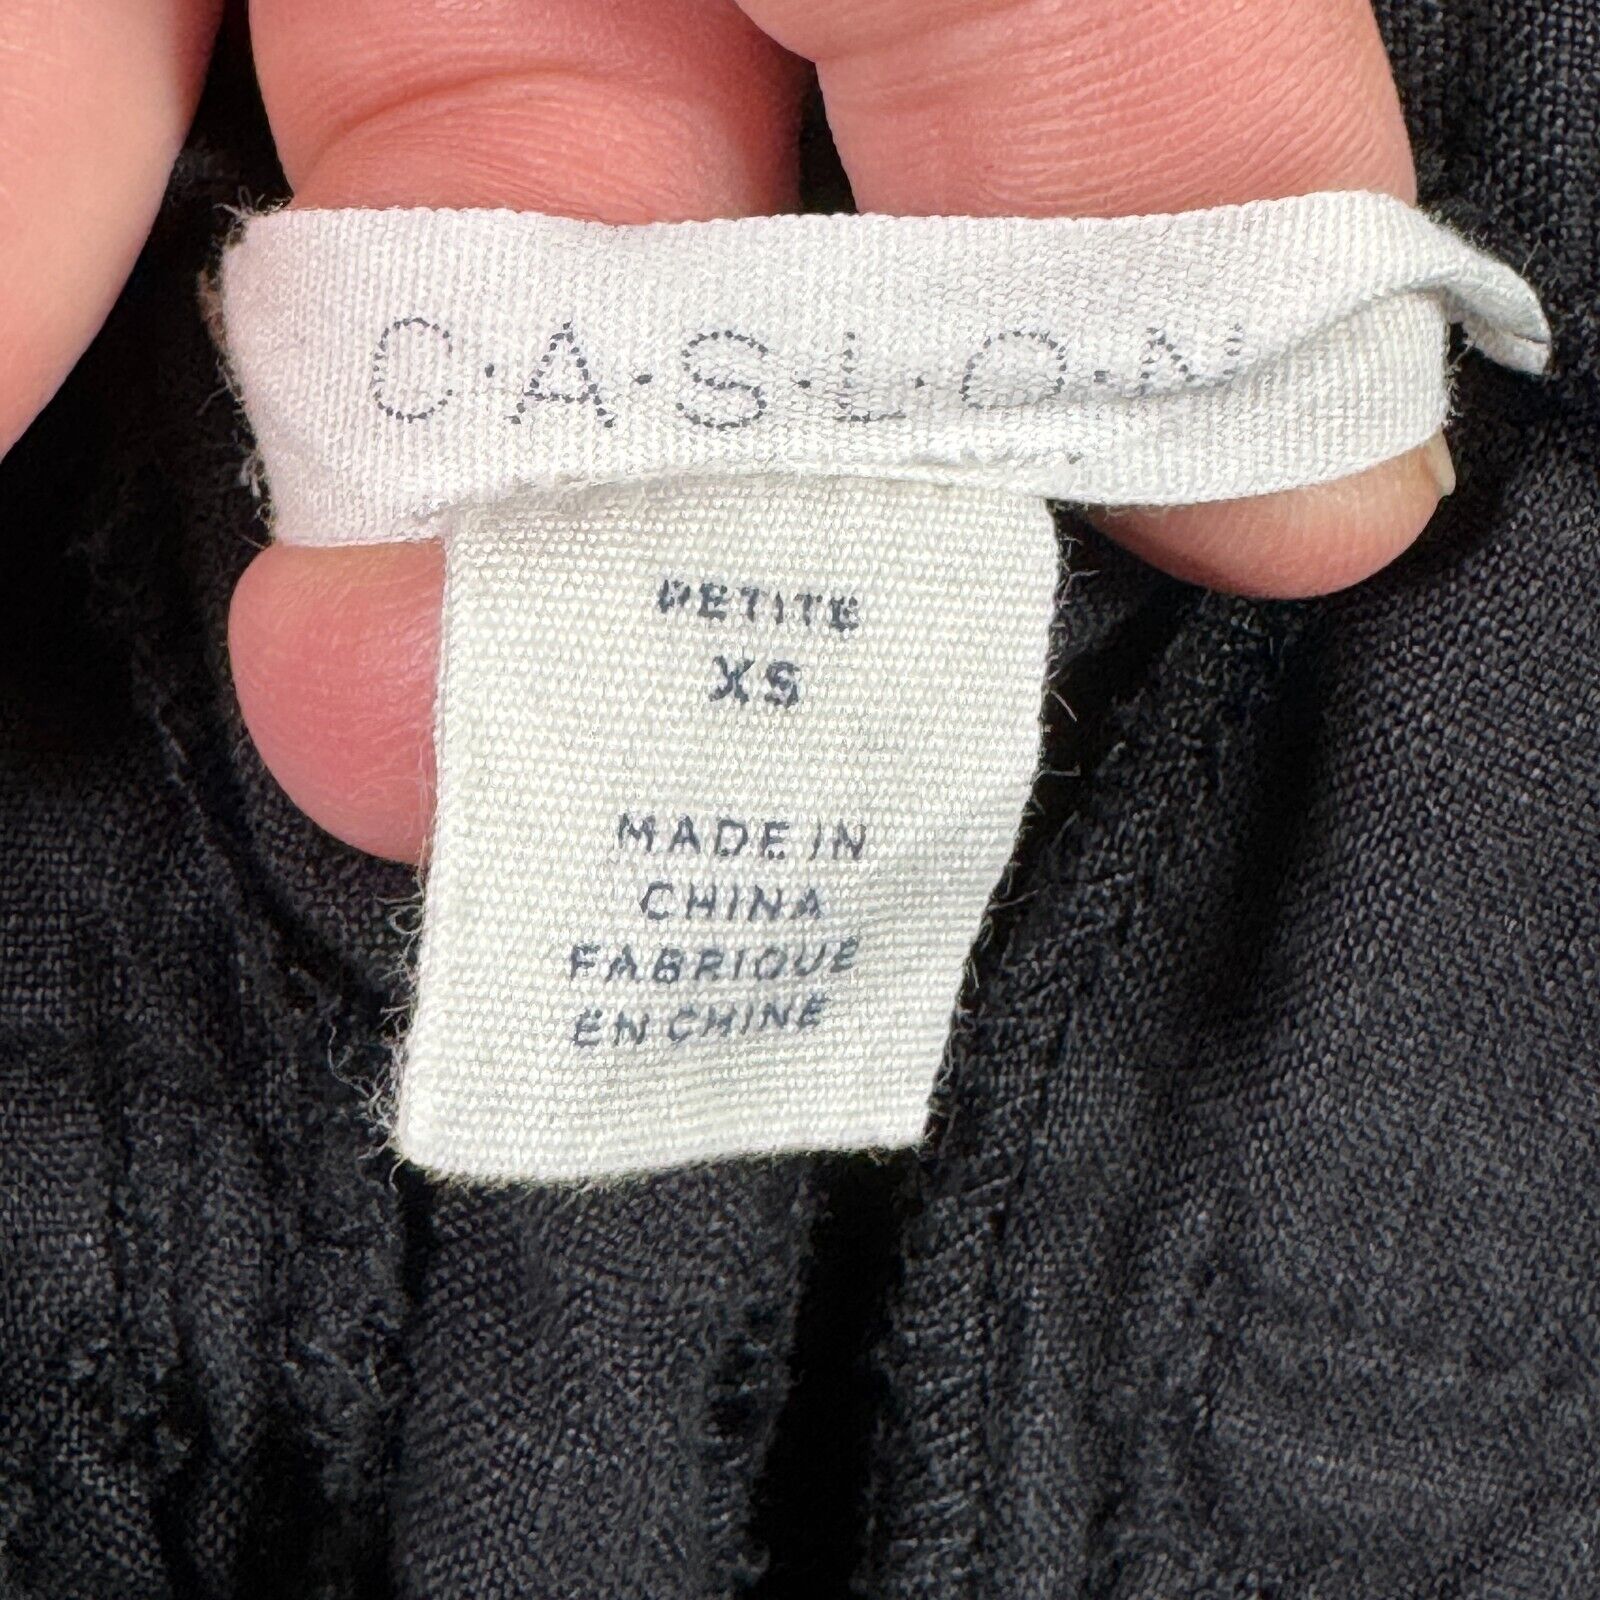 C·A·S·L·O·N
PETITE
XS
MADE IN
CHINA
FABRIQUE
EN CHINE